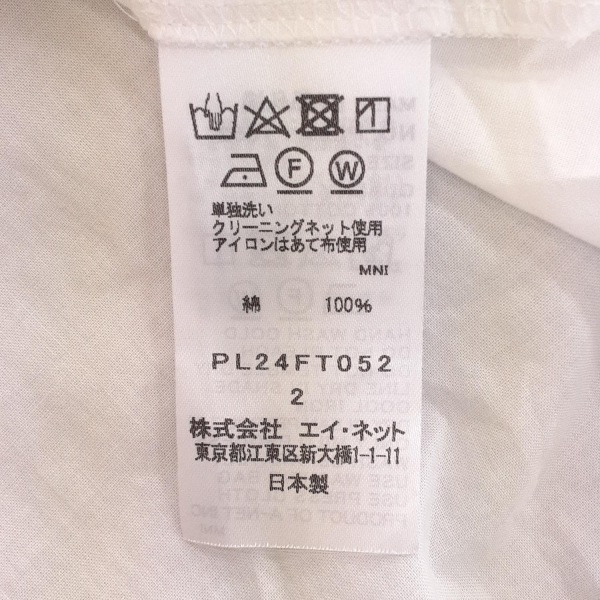 F W
単独洗い
クリーニングネット使用
アイロンはあて布使用
MNI
綿 100%
PL24FT052
2
株式会社 エイ・ネット
東京都江東区新大橋1-1-11
日本製